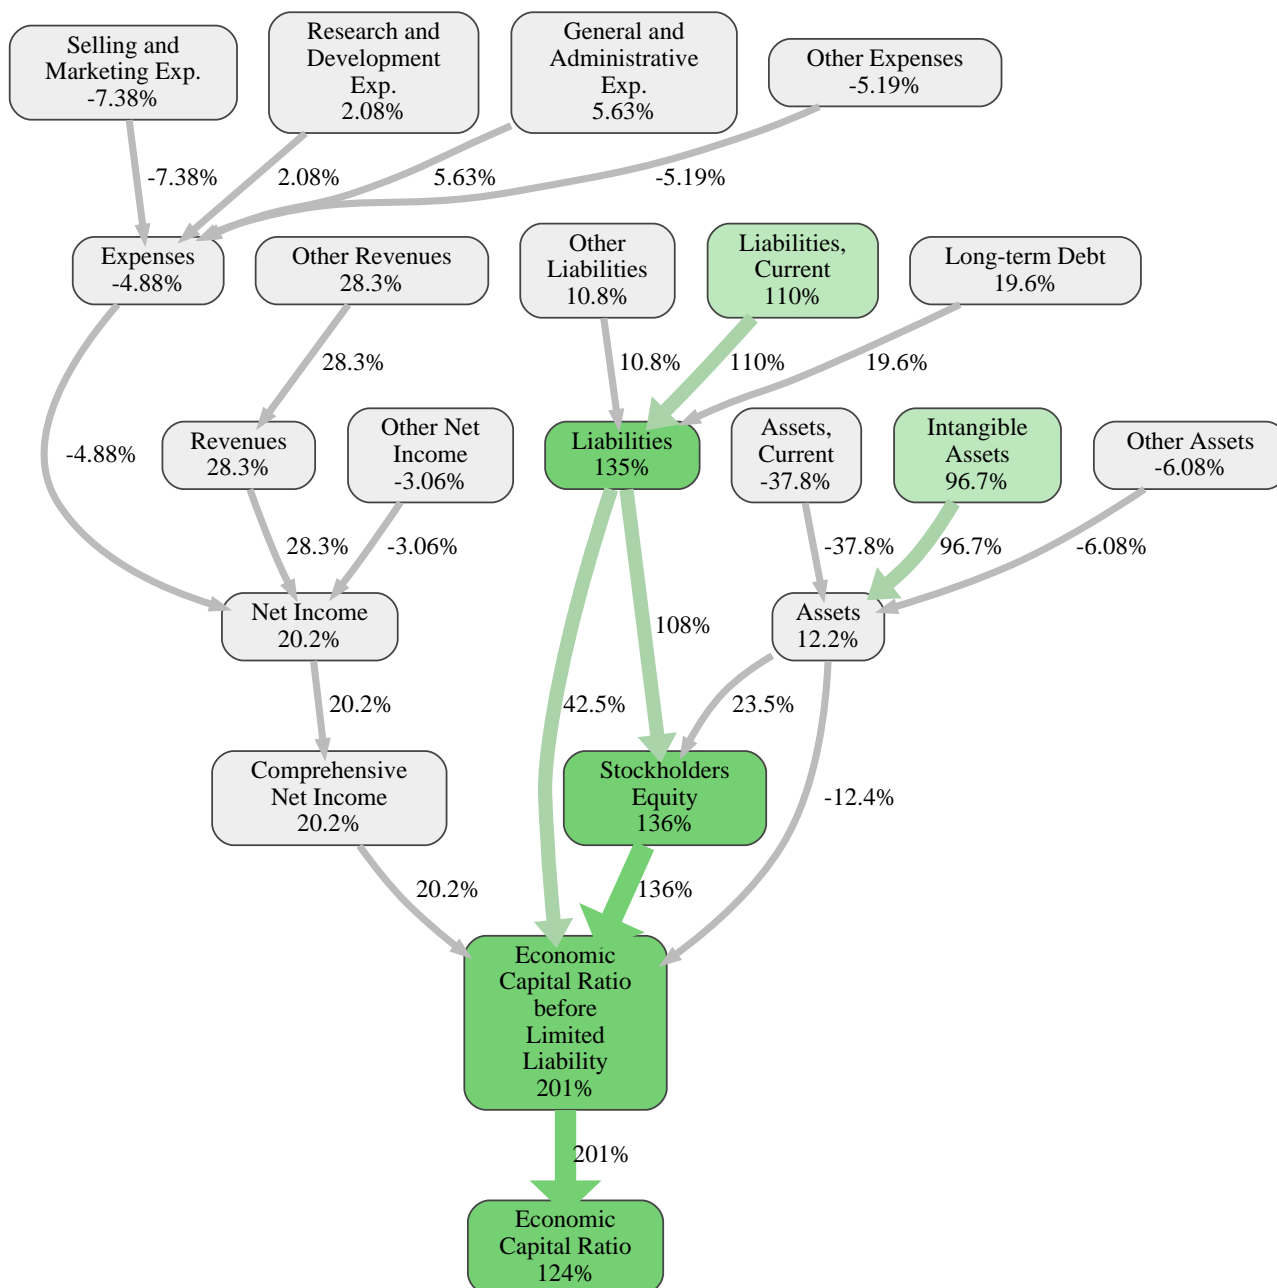 Selling and
Marketing Exp.
-7.38%
Research and
Development
Exp.
2.08%
General and
Administrative
Exp.
5.63%
Other Expenses
-5.19%
-7.38%
2.08%
5.63%
-5.19%
Expenses
-4.88%
Other Revenues
28.3%
Other
Liabilities
10.8%
Liabilities,
Current
110%
Long-term Debt
19.6%
28.3%
10.8%
110%
19.6%
-4.88%
Revenues
28.3%
Other Net
Income
-3.06%
Liabilities
135%
Assets,
Current
-37.8%
Intangible
Assets
96.7%
Other Assets
-6.08%
28.3%
-3.06%
-37.8%
96.7%
-6.08%
Net Income
20.2%
108%
Assets
12.2%
20.2%
42.5%
23.5%
Comprehensive
Net Income
20.2%
Stockholders
Equity
136%
-12.4%
20.2%
136%
Economic
Capital Ratio
before
Limited
Liability
201%
201%
Economic
Capital Ratio
124%